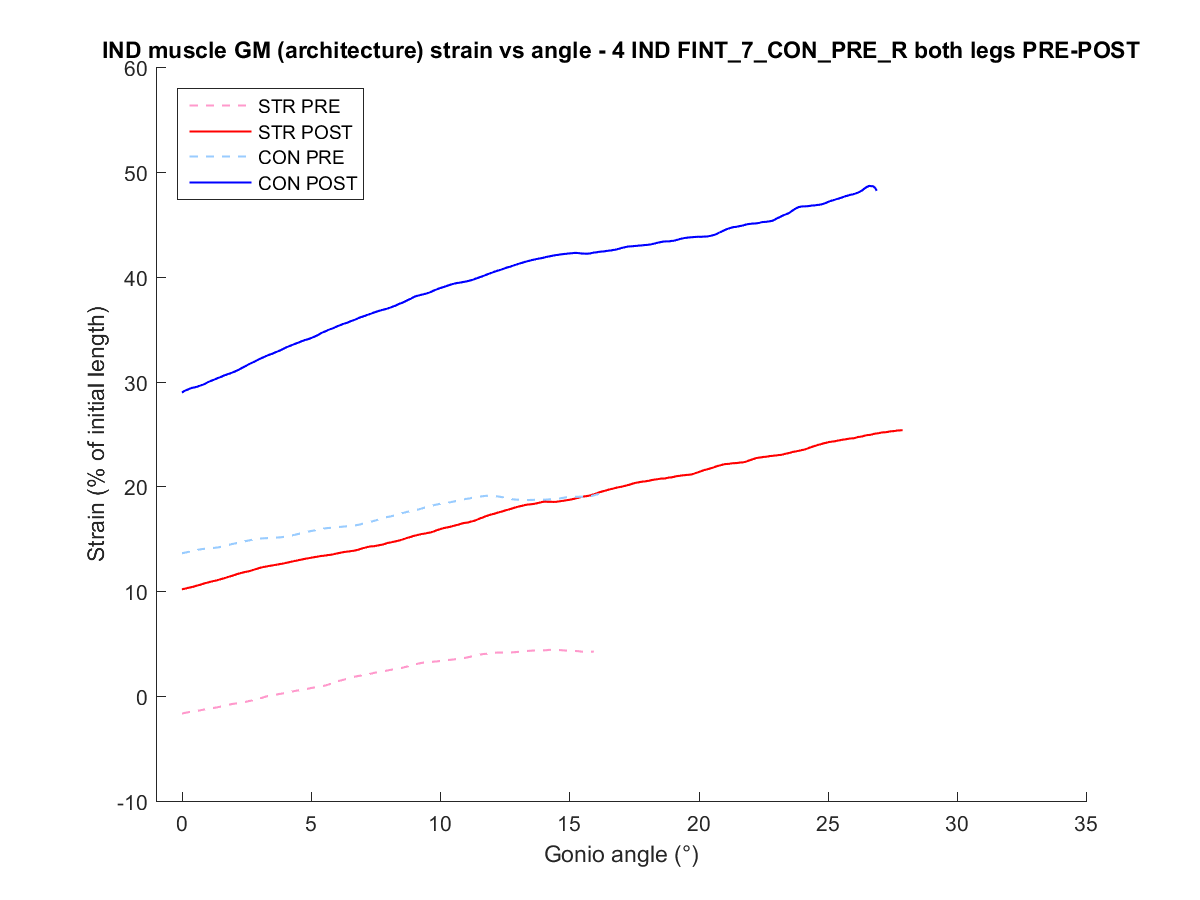 IND muscle GM (architecture) strain vs angle - 4 IND FINT_7_CON_PRE_R both legs PRE-POST
60
50
40
30
20
10
0
-10
STR PRE
STR POST
CON PRE
CON POST
Strain (% of initial length)
0 5 10 15 20 25 30 35
Gonio angle (°)